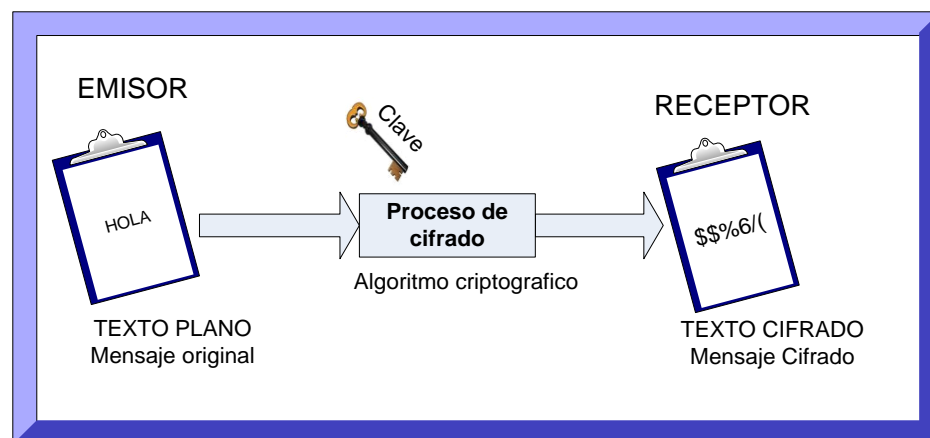 EMISOR
HOLA
TEXTO PLANO
Mensaje original
Clave
Proceso de
cifrado
Algoritmo criptografico
RECEPTOR
$$%6/(
TEXTO CIFRADO
Mensaje Cifrado